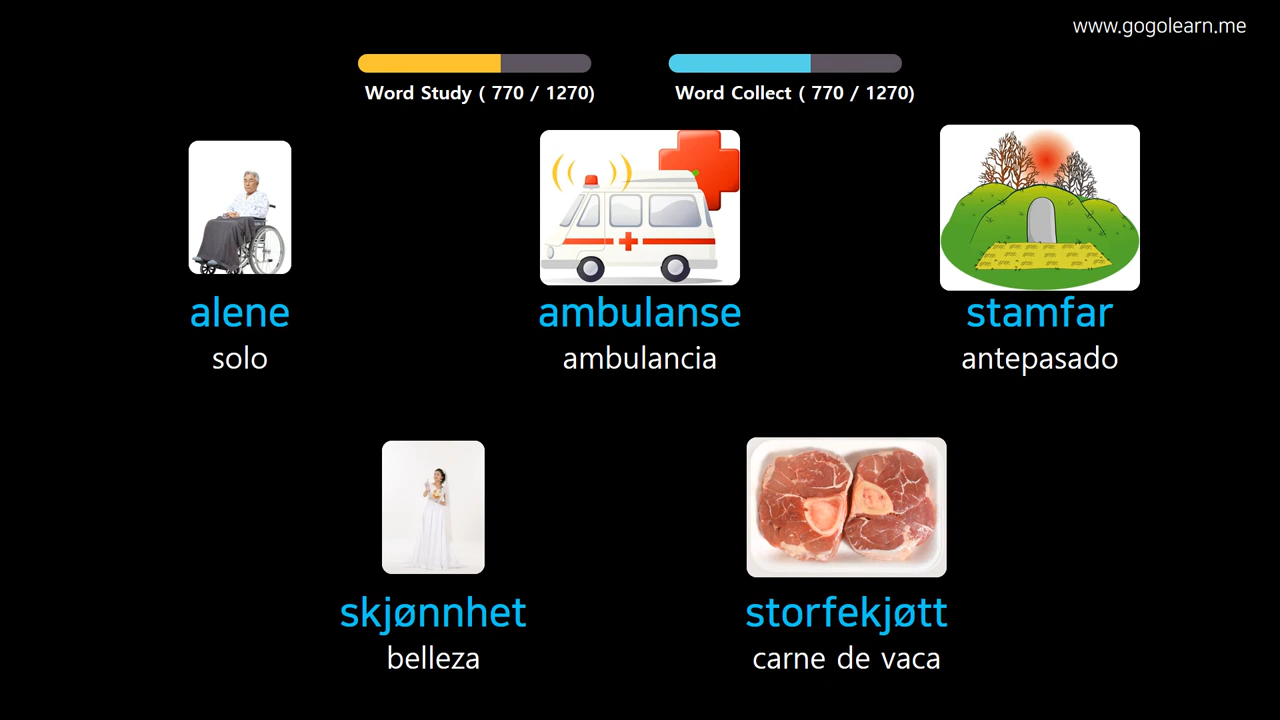 www.gogolearn.me
Word Study ( 770 / 1270)
Word Collect ( 770 / 1270)
alene
solo
ambulanse
ambulancia
stamfar
antepasado
skjønnhet
belleza
storfekjøtt
carne de vaca